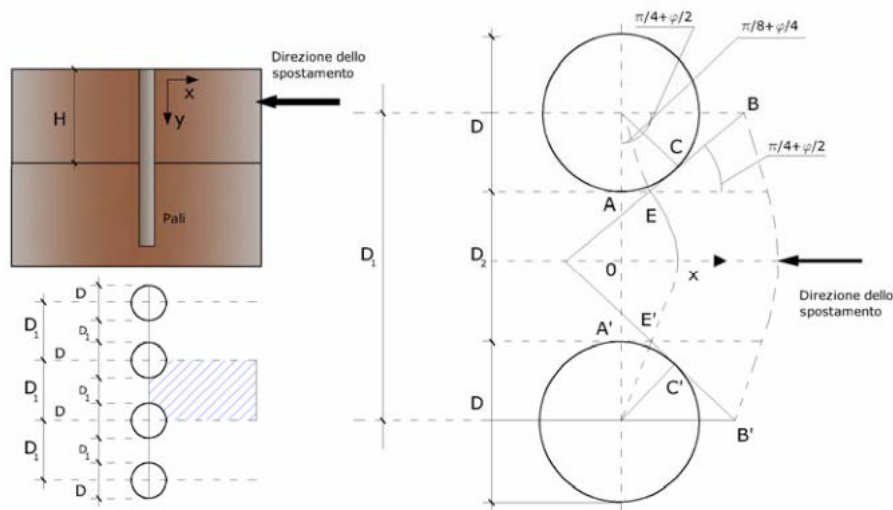 Direzione dello
spostamento
x
H
y
Pali
D
D₁
D₁
D
D₁
D₁
D
D₁
D₁
D
D
π/4+φ/2
π/8+φ/4
D
B
C
π/4+φ/2
A
E
D₁
D₂
0
x
Direzione dello
spostamento
A'
E'
D
C'
B'